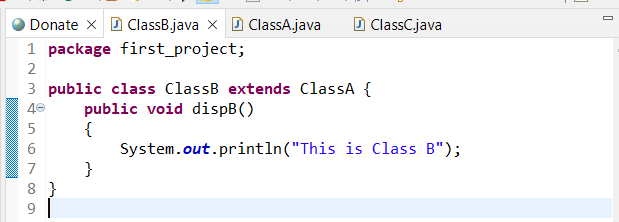 Donate ClassB.java ClassA.java ClassC.java
1 package first_project;
2
3 public class ClassB extends ClassA {
4 public void dispB()
5 {
6 System.out.println("This is Class B");
7 }
8 }
9